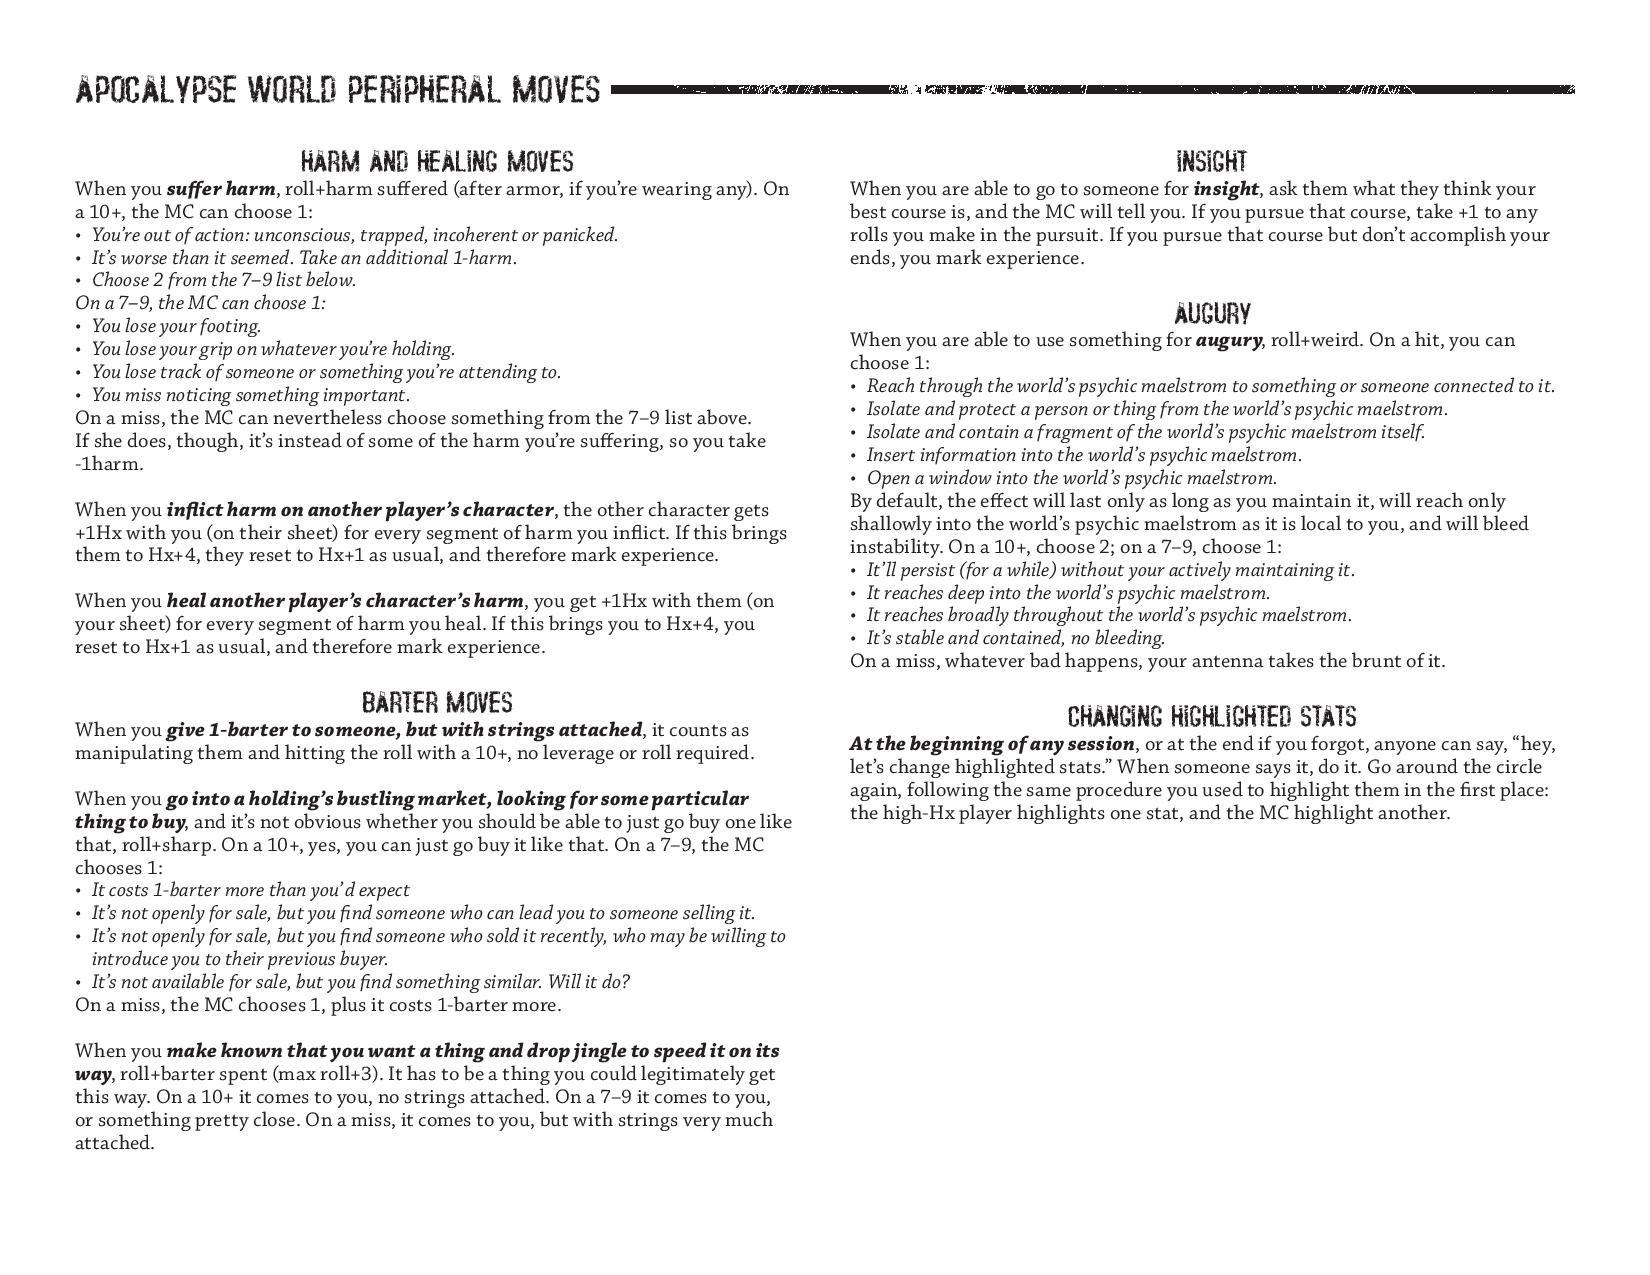 APOCALYPSE WORLD PERIPHERAL MOVES
HARM AND HEALING MOVES
When you suffer harm, roll+harm suffered (after armor, if you're wearing any). On
a 10+, the MC can choose 1:
• You're out of action: unconscious, trapped, incoherent or panicked.
• It's worse than it seemed. Take an additional 1-harm.
• Choose 2 from the 7–9 list below.
On a 7–9, the MC can choose 1:
• You lose your footing.
• You lose your grip on whatever you're holding.
• You lose track of someone or something you're attending to.
• You miss noticing something important.
On a miss, the MC can nevertheless choose something from the 7–9 list above.
If she does, though, it's instead of some of the harm you're suffering, so you take
-1harm.
When you inflict harm on another player's character, the other character gets
+1Hx with you (on their sheet) for every segment of harm you inflict. If this brings
them to Hx+4, they reset to Hx+1 as usual, and therefore mark experience.
When you heal another player's character's harm, you get +1Hx with them (on
your sheet) for every segment of harm you heal. If this brings you to Hx+4, you
reset to Hx+1 as usual, and therefore mark experience.
BARTER MOVES
When you give 1-barter to someone, but with strings attached, it counts as
manipulating them and hitting the roll with a 10+, no leverage or roll required.
When you go into a holding's bustling market, looking for some particular
thing to buy, and it's not obvious whether you should be able to just go buy one like
that, roll+sharp. On a 10+, yes, you can just go buy it like that. On a 7–9, the MC
chooses 1:
• It costs 1-barter more than you'd expect
• It's not openly for sale, but you find someone who can lead you to someone selling it.
• It's not openly for sale, but you find someone who sold it recently, who may be willing to
introduce you to their previous buyer.
• It's not available for sale, but you find something similar. Will it do?
On a miss, the MC chooses 1, plus it costs 1-barter more.
When you make known that you want a thing and drop jingle to speed it on its
way, roll+barter spent (max roll+3). It has to be a thing you could legitimately get
this way. On a 10+ it comes to you, no strings attached. On a 7–9 it comes to you,
or something pretty close. On a miss, it comes to you, but with strings very much
attached.
INSIGHT
When you are able to go to someone for insight, ask them what they think your
best course is, and the MC will tell you. If you pursue that course, take +1 to any
rolls you make in the pursuit. If you pursue that course but don't accomplish your
ends, you mark experience.
AUGURY
When you are able to use something for augury, roll+weird. On a hit, you can
choose 1:
• Reach through the world's psychic maelstrom to something or someone connected to it.
• Isolate and protect a person or thing from the world's psychic maelstrom.
• Isolate and contain a fragment of the world's psychic maelstrom itself.
• Insert information into the world's psychic maelstrom.
• Open a window into the world's psychic maelstrom.
By default, the effect will last only as long as you maintain it, will reach only
shallowly into the world's psychic maelstrom as it is local to you, and will bleed
instability. On a 10+, choose 2; on a 7–9, choose 1:
• It'll persist (for a while) without your actively maintaining it.
• It reaches deep into the world's psychic maelstrom.
• It reaches broadly throughout the world's psychic maelstrom.
• It's stable and contained, no bleeding.
On a miss, whatever bad happens, your antenna takes the brunt of it.
CHANGING HIGHLIGHTED STATS
At the beginning of any session, or at the end if you forgot, anyone can say, “hey,
let's change highlighted stats.” When someone says it, do it. Go around the circle
again, following the same procedure you used to highlight them in the first place:
the high-Hx player highlights one stat, and the MC highlight another.